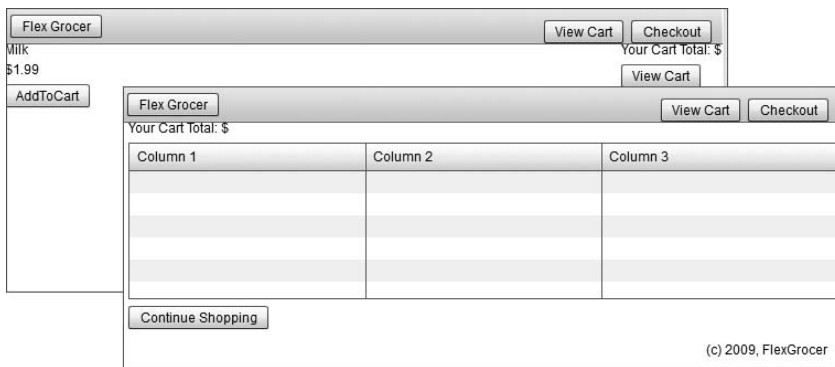 Flex Grocer
View Cart Checkout
Milk
Your Cart Total: $
$1.99
View Cart
AddToCart
Flex Grocer
View Cart Checkout
Your Cart Total: $
Column 1 Column 2 Column 3
Continue Shopping
(c) 2009, FlexGrocer